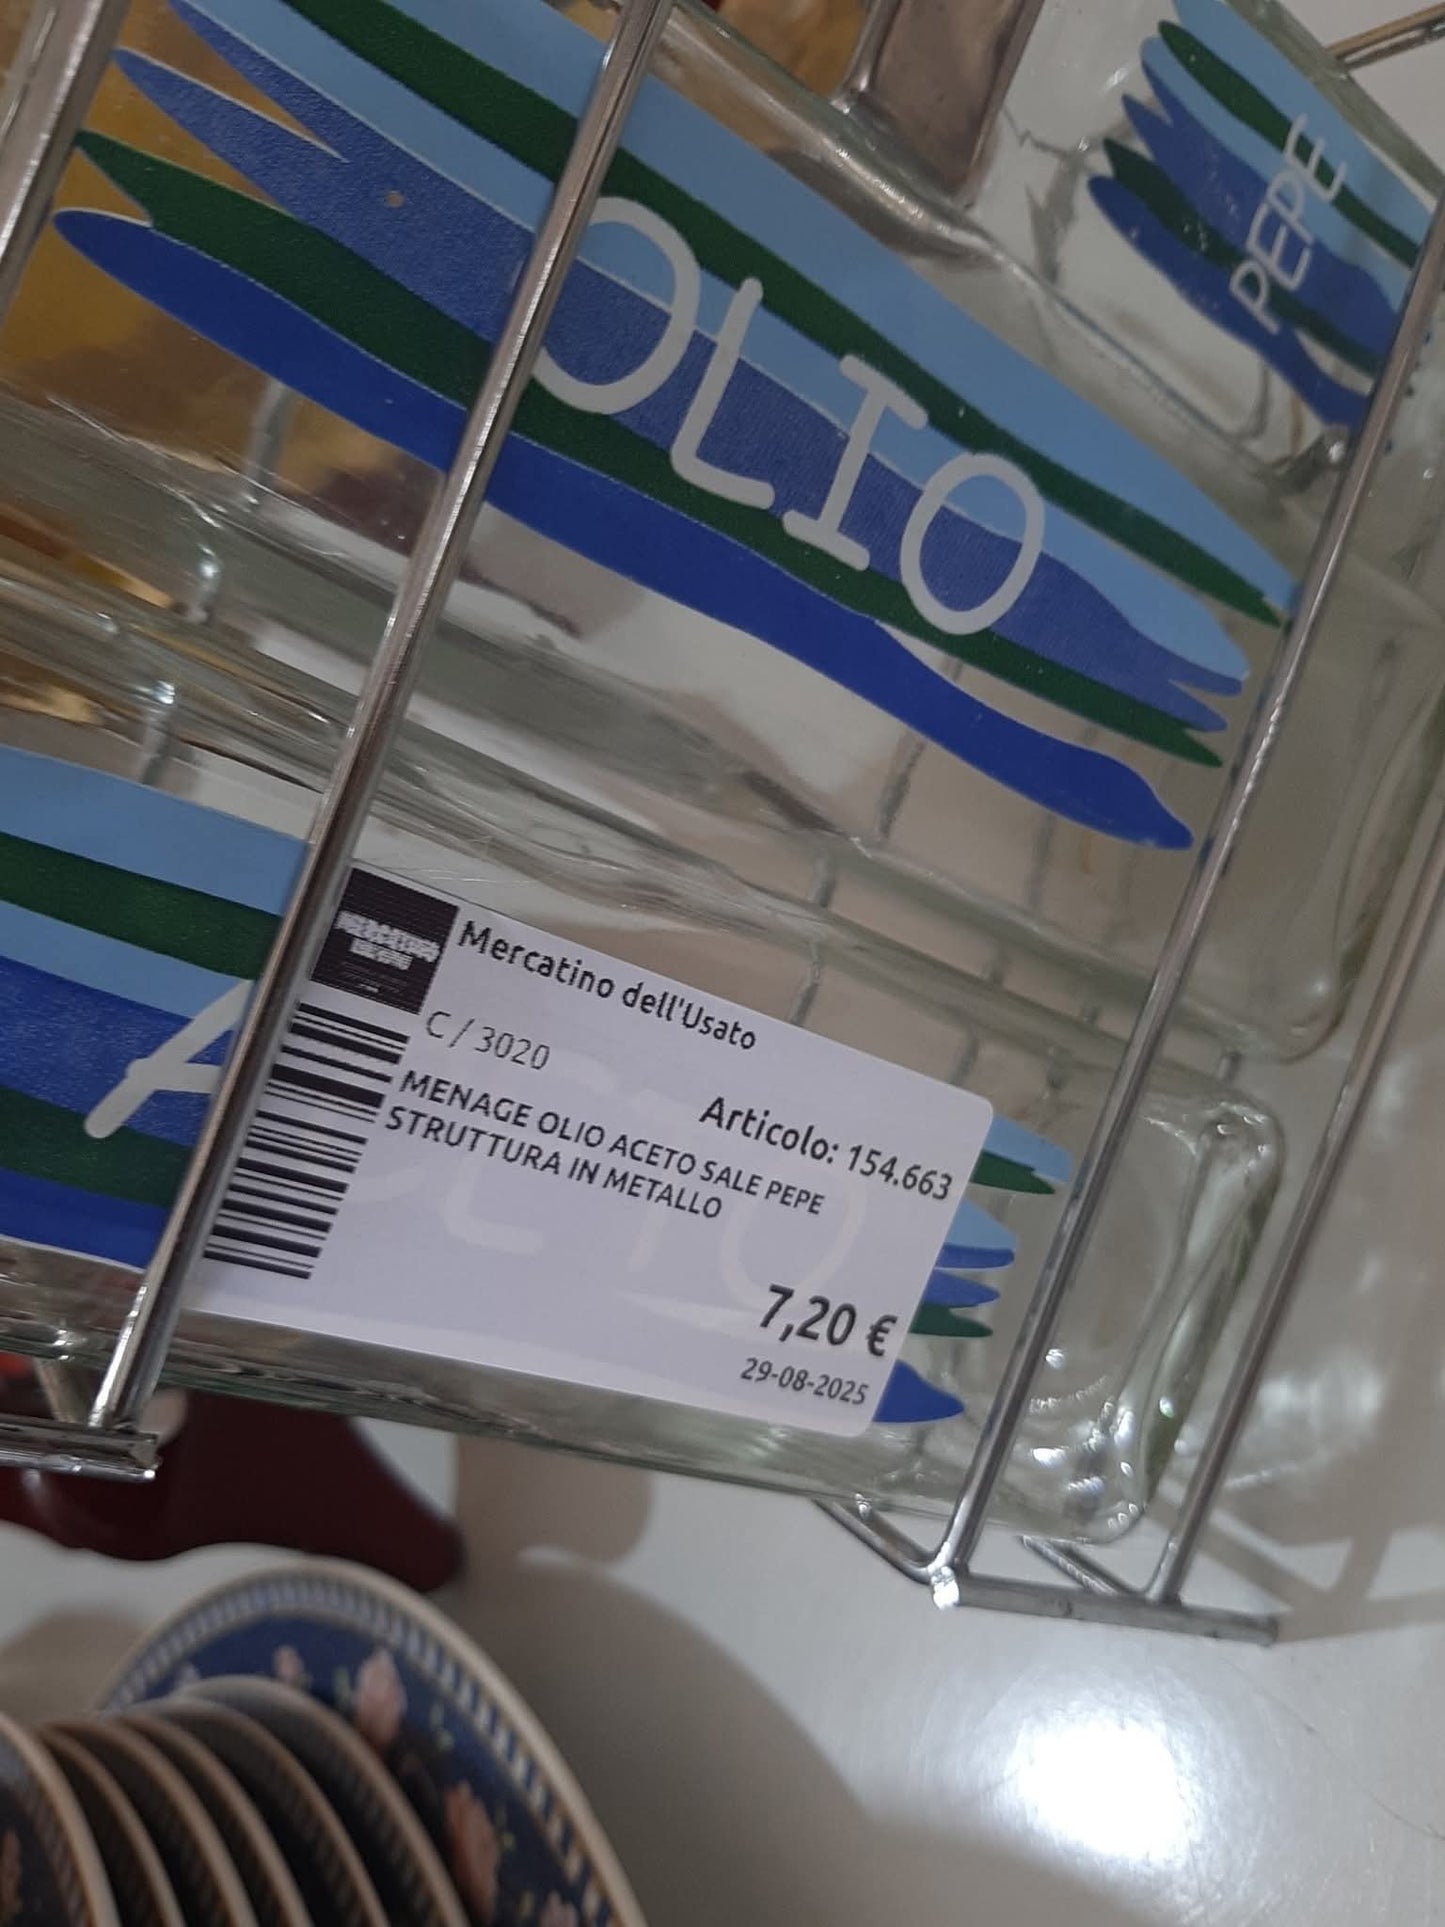 OLIO
PEPE
A
Mercatino dell'Usato
C / 3020
Articolo: 154.663
MENAGE OLIO ACETO SALE PEPE
STRUTTURA IN METALLO
7,20 €
29-08-2025